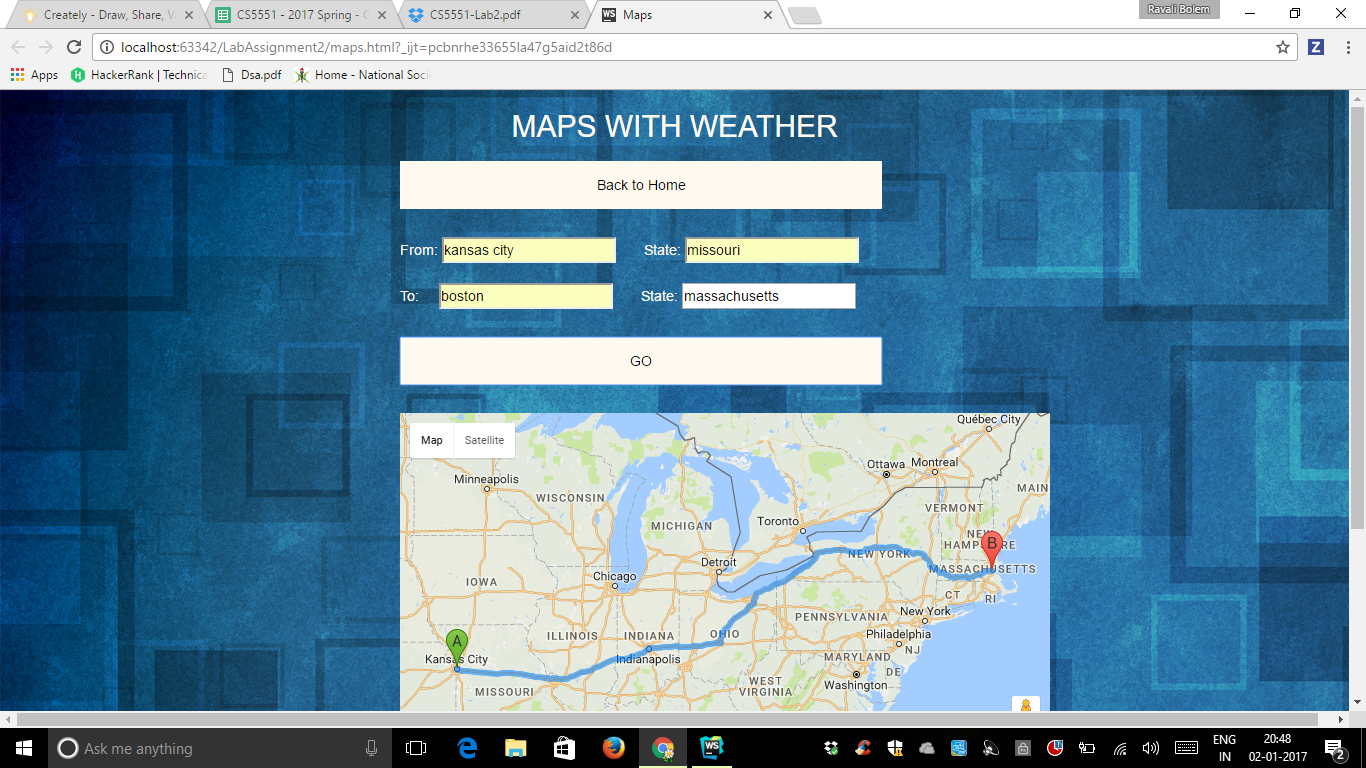 Creately - Draw, Share, V
CS5551 - 2017 Spring - G
CS5551-Lab2.pdf
WS Maps
Ravali Bolem
localhost:63342/LabAssignment2/maps.html?_ijt=pcbnrhe33655la47g5aid2t86d
Z
Apps
HackerRank | Technica
Dsa.pdf
Home - National Soci
MAPS WITH WEATHER
Back to Home
From: kansas city State: missouri
To: boston State: massachusetts
GO
Map Satellite
Québec City
Ottawa
Montreal
Minneapolis
MAIN
WISCONSIN
VERMONT
MICHIGAN
Toronto
NEW HAMPSHIRE
B
NEW YORK
Detroit
MASSACHUSETTS
Chicago
IOWA
CT
RI
New York
PENNSYLVANIA
ILLINOIS
INDIANA
OHIO
Philadelphia
A
NJ
Kansas City
Indianapolis
MARYLAND
DE
WEST VIRGINIA
Washington
MISSOURI
Ask me anything
WS
ENG
IN
20:48
02-01-2017
2